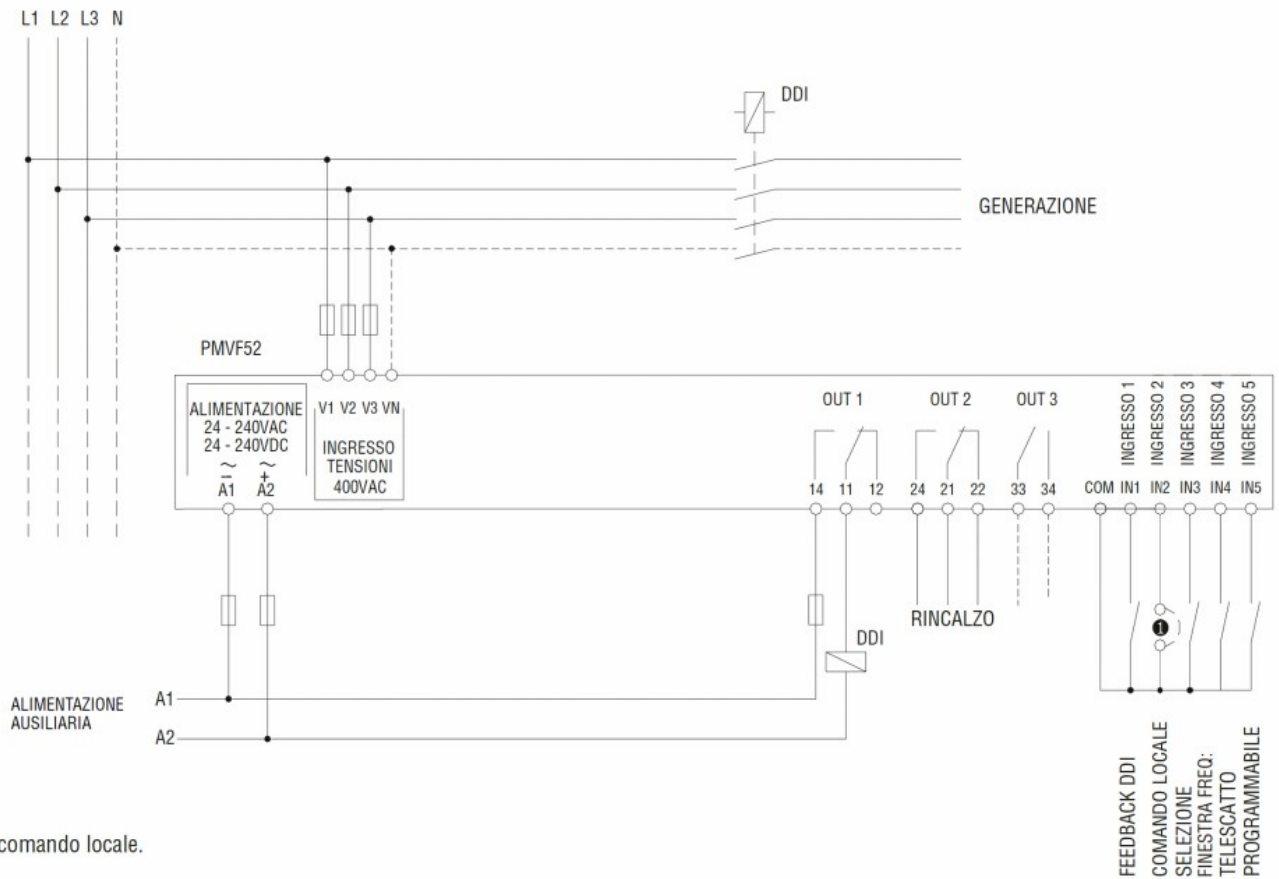 L1 L2 L3 N
DDI
GENERAZIONE
PMVF52
ALIMENTAZIONE
24 - 240VAC
24 - 240VDC
~ ~
- +
A1 A2
V1 V2 V3 VN
INGRESSO
TENSIONI
400VAC
OUT 1
OUT 2
OUT 3
14 11 12
24 21 22
33 34
INGRESSO 1
INGRESSO 2
INGRESSO 3
INGRESSO 4
INGRESSO 5
COM IN1 IN2 IN3 IN4 IN5
RINCALZO
DDI
1
ALIMENTAZIONE
AUSILIARIA
A1
A2
FEEDBACK DDI
COMANDO LOCALE
SELEZIONE
FINESTRA FREQ:
TELESCATTO
PROGRAMMABILE
comando locale.